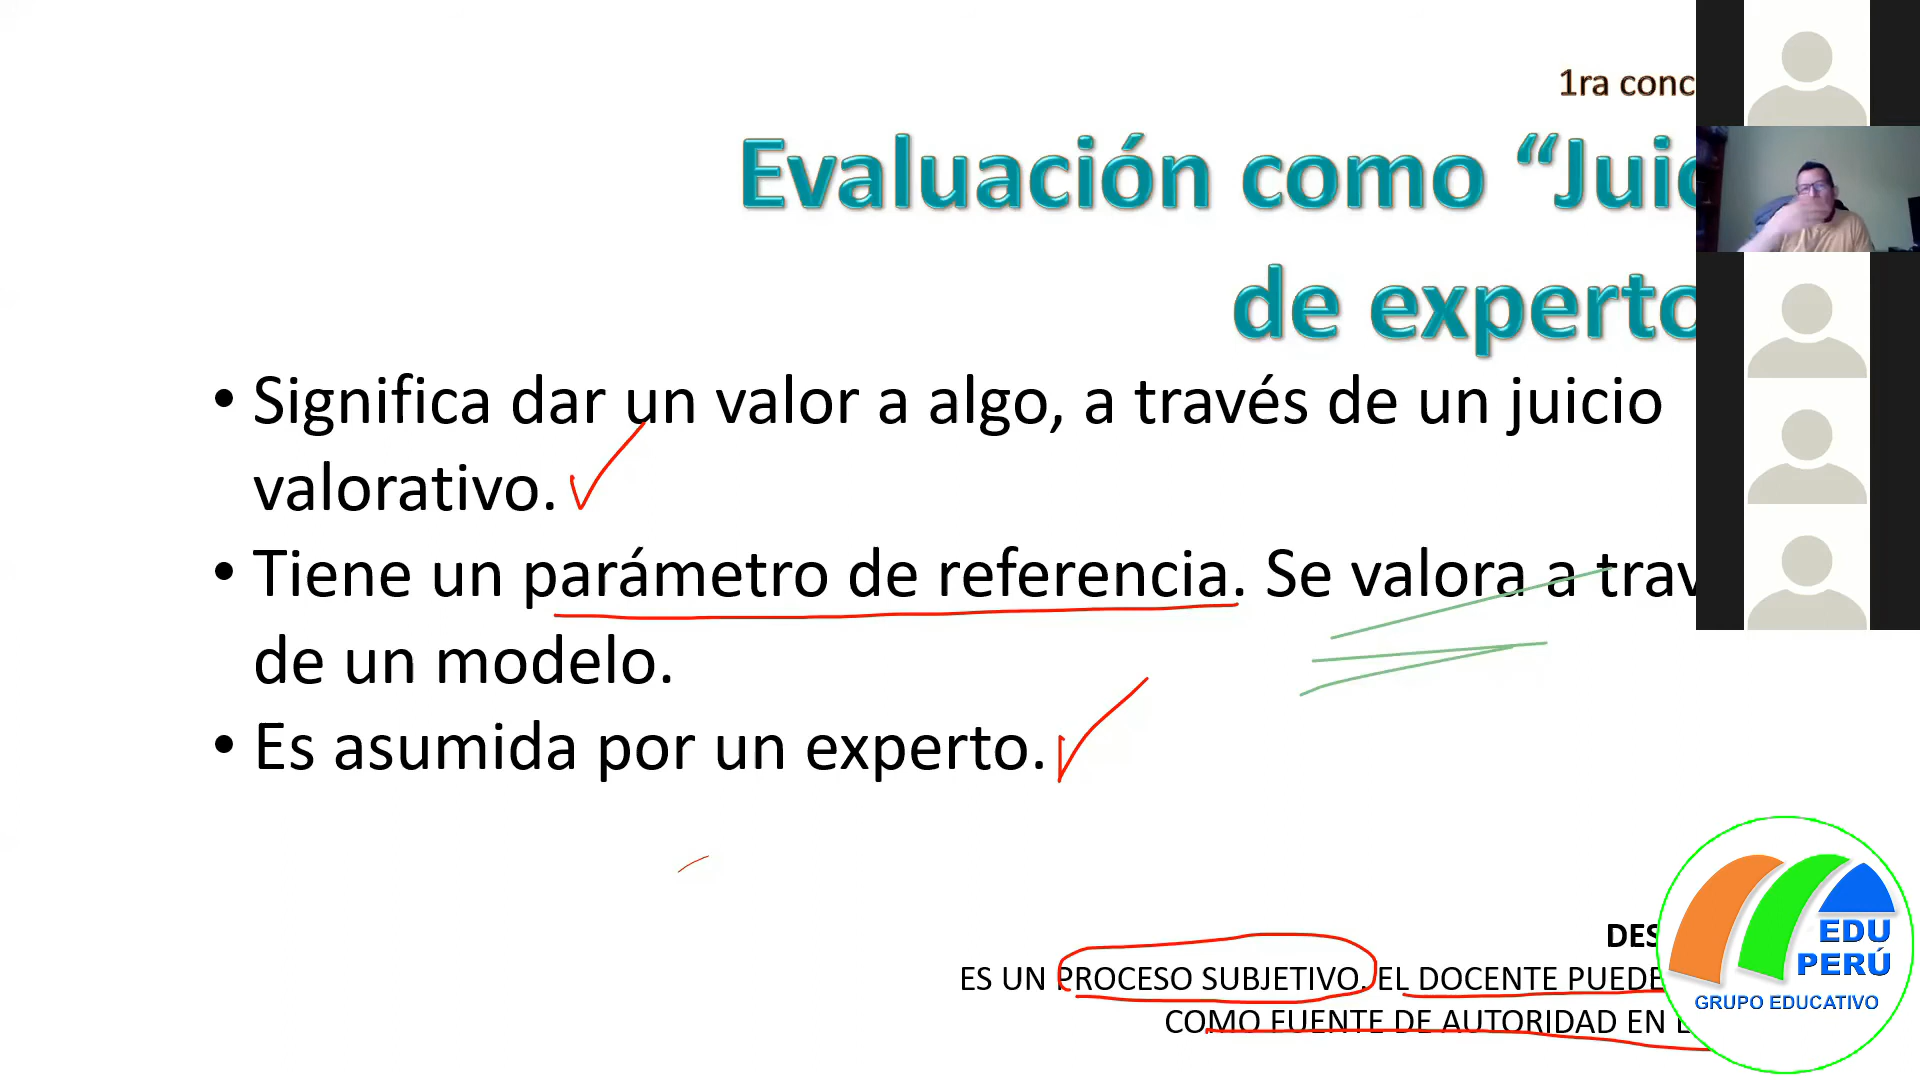 1ra conc
Evaluación como “Juic
de experto
• Significa dar un valor a algo, a través de un juicio
valorativo.
• Tiene un parámetro de referencia. Se valora a trav
de un modelo.
• Es asumida por un experto.
DES
ES UN PROCESO SUBJETIVO. EL DOCENTE PUEDE
COMO FUENTE DE AUTORIDAD EN
EDU
PERÚ
GRUPO EDUCATIVO